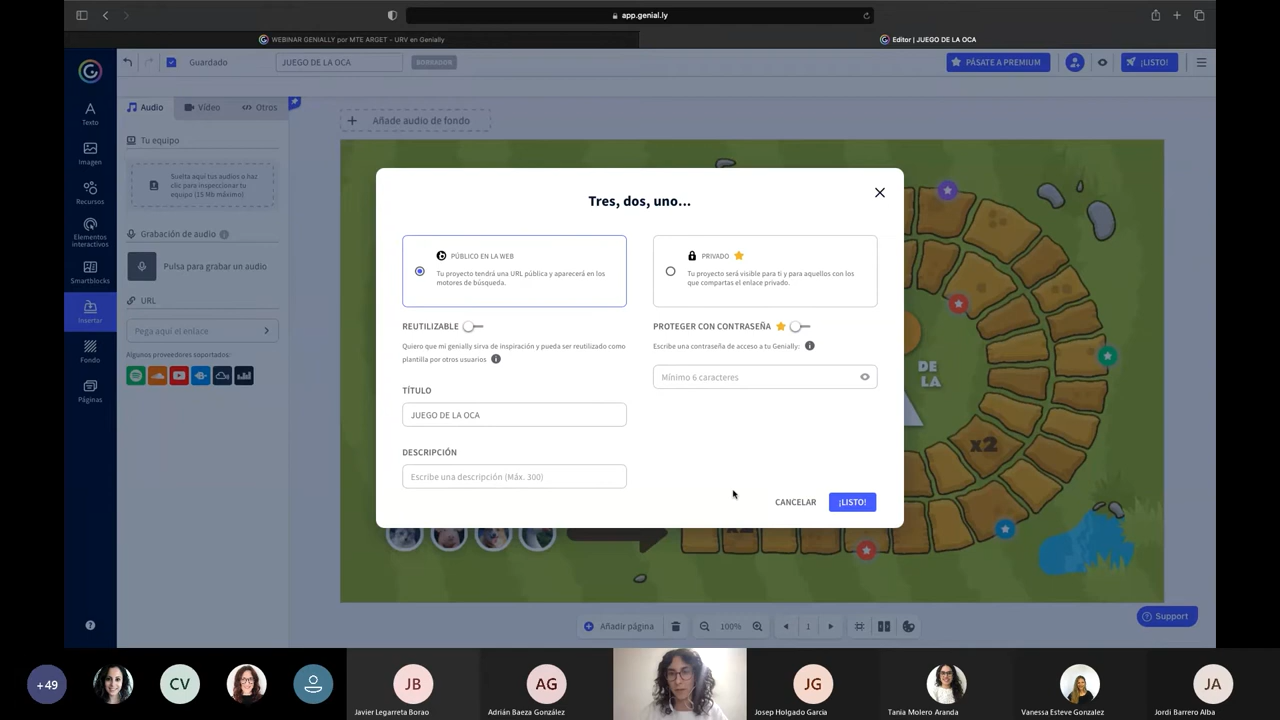 app.genial.ly
WEBINAR GENIALLY por MTE ARGET - URV en Genially
Editor | JUEGO DE LA OCA
Guardado
JUEGO DE LA OCA
BORRADOR
PÁSATE A PREMIUM
¡LISTO!
Texto
Imagen
Recursos
Elementos
interactivos
Smartblocks
Insertar
Fondo
Páginas
Audio
Vídeo
Otros
Tu equipo
Suelta aquí tus audios o haz
clic para inspeccionar tu
equipo (15 Mb máximo)
Grabación de audio
Pulsa para grabar un audio
URL
Pega aquí el enlace
Algunos proveedores soportados:
Añade audio de fondo
Tres, dos, uno...
PÚBLICO EN LA WEB
Tu proyecto tendrá una URL pública y aparecerá en los
motores de búsqueda.
PRIVADO
Tu proyecto será visible para ti y para aquellos con los
que compartas el enlace privado.
REUTILIZABLE
Quiero que mi genially sirva de inspiración y pueda ser reutilizado como
plantilla por otros usuarios
PROTEGER CON CONTRASEÑA
Escribe una contraseña de acceso a tu Genially:
Mínimo 6 caracteres
TÍTULO
JUEGO DE LA OCA
DESCRIPCIÓN
Escribe una descripción (Máx. 300)
CANCELAR
¡LISTO!
DE
LA
x2
Añadir página
100%
1
Support
+49
CV
JB
Javier Legarreta Borao
AG
Adrián Baeza González
JG
Josep Holgado Garcia
Tania Molero Aranda
Vanessa Esteve Gonzalez
JA
Jordi Barrero Alba